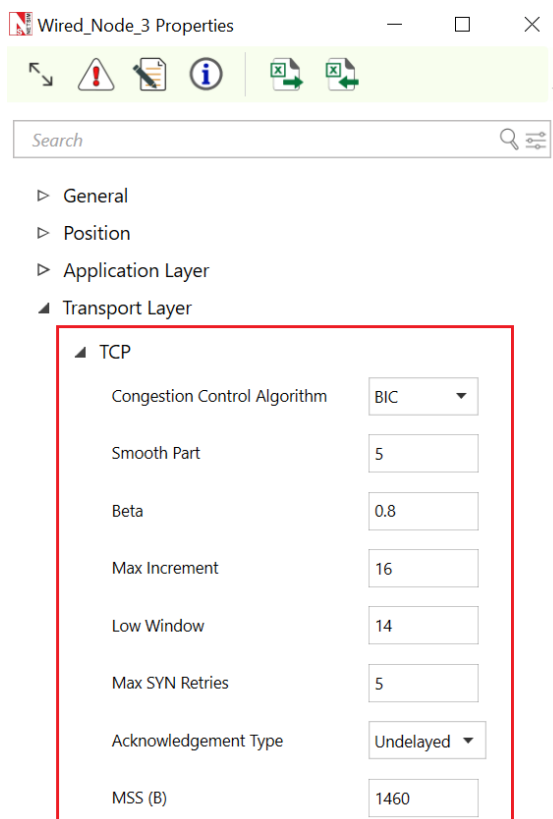 Wired_Node_3 Properties
Search
General
Position
Application Layer
Transport Layer
TCP
Congestion Control Algorithm BIC
Smooth Part 5
Beta 0.8
Max Increment 16
Low Window 14
Max SYN Retries 5
Acknowledgement Type Undelayed
MSS (B) 1460